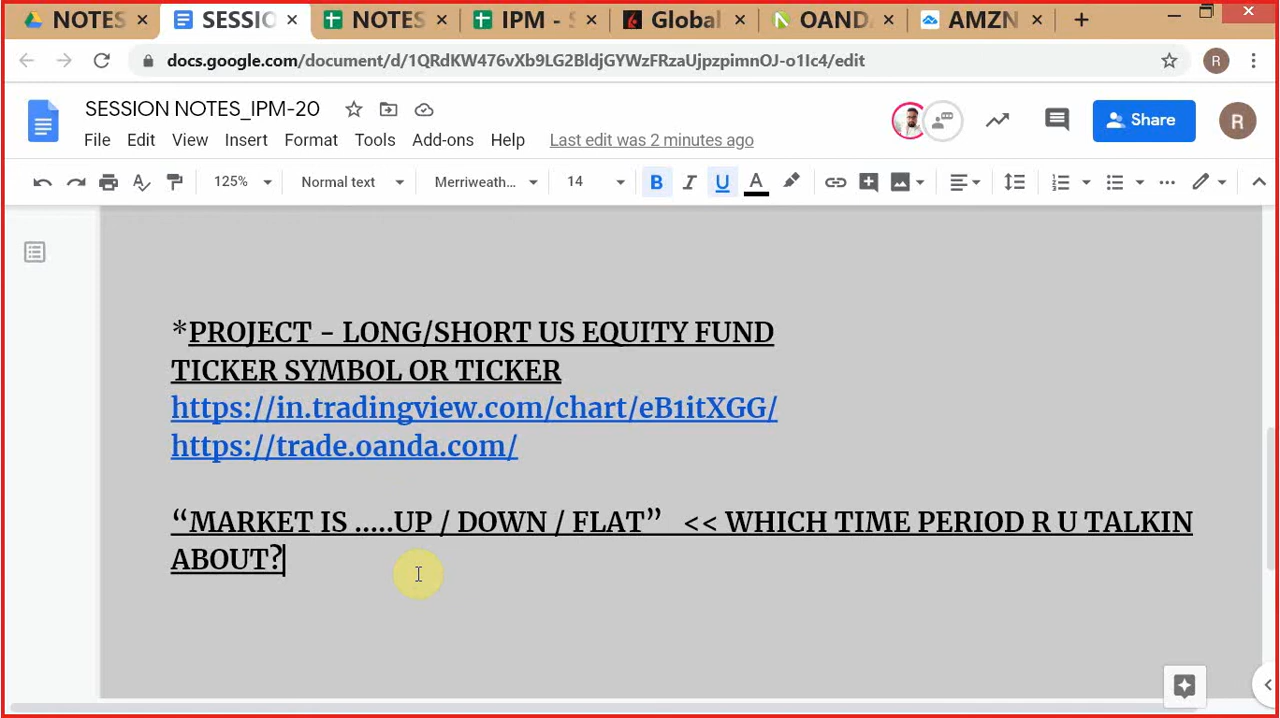 NOTES
SESSIO
NOTES
IPM - S
Global
OANDA
AMZN
docs.google.com/document/d/1QRdKW476vXb9LG2BldjGYWzFRzaUjpzpimnOJ-o1Ic4/edit
R
SESSION NOTES_IPM-20
Share
R
File Edit View Insert Format Tools Add-ons Help Last edit was 2 minutes ago
125% Normal text Merriweath... 14 B I U A
*PROJECT - LONG/SHORT US EQUITY FUND
TICKER SYMBOL OR TICKER
https://in.tradingview.com/chart/eB1itXGG/
https://trade.oanda.com/
“MARKET IS .....UP / DOWN / FLAT” << WHICH TIME PERIOD R U TALKIN
ABOUT?